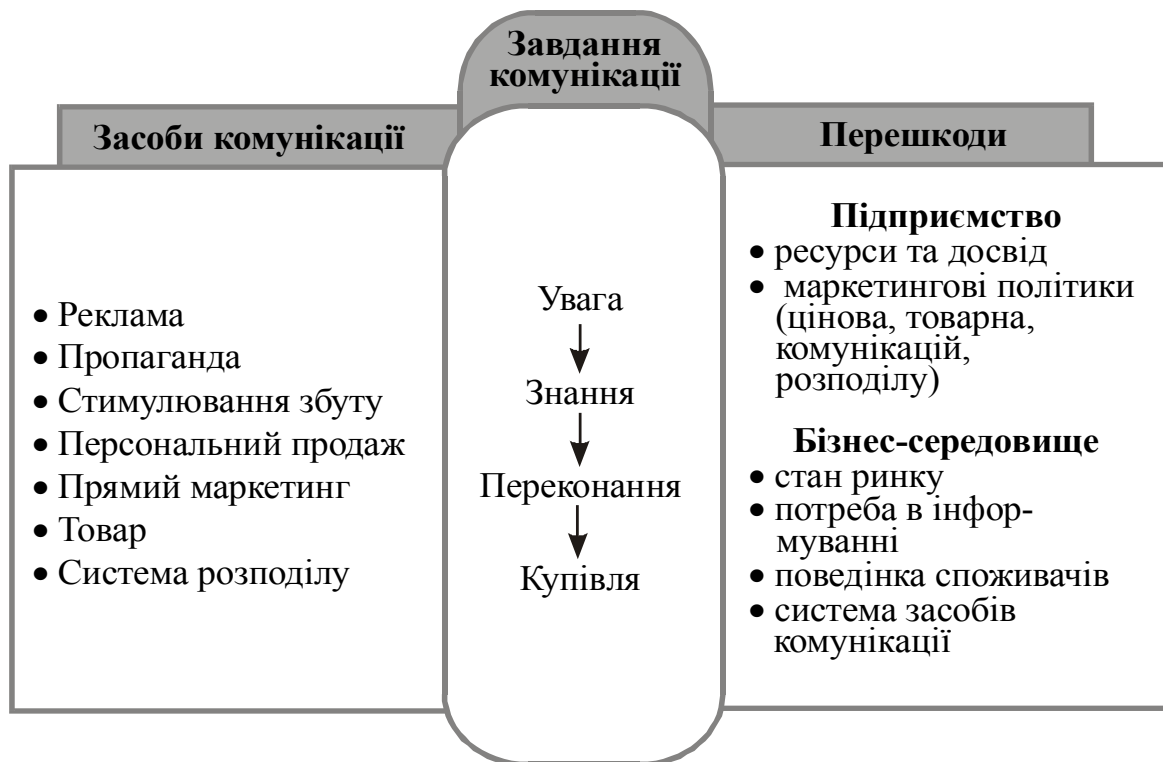 Завдання
комунікації
Засоби комунікації
• Реклама
• Пропаганда
• Стимулювання збуту
• Персональний продаж
• Прямий маркетинг
• Товар
• Система розподілу
Увага
Знання
Переконання
Купівля
Перешкоди
Підприємство
• ресурси та досвід
• маркетингові політики
(цінова, товарна,
комунікацій,
розподілу)
Бізнес-середовище
• стан ринку
• потреба в інфор-
муванні
• поведінка споживачів
• система засобів
комунікації